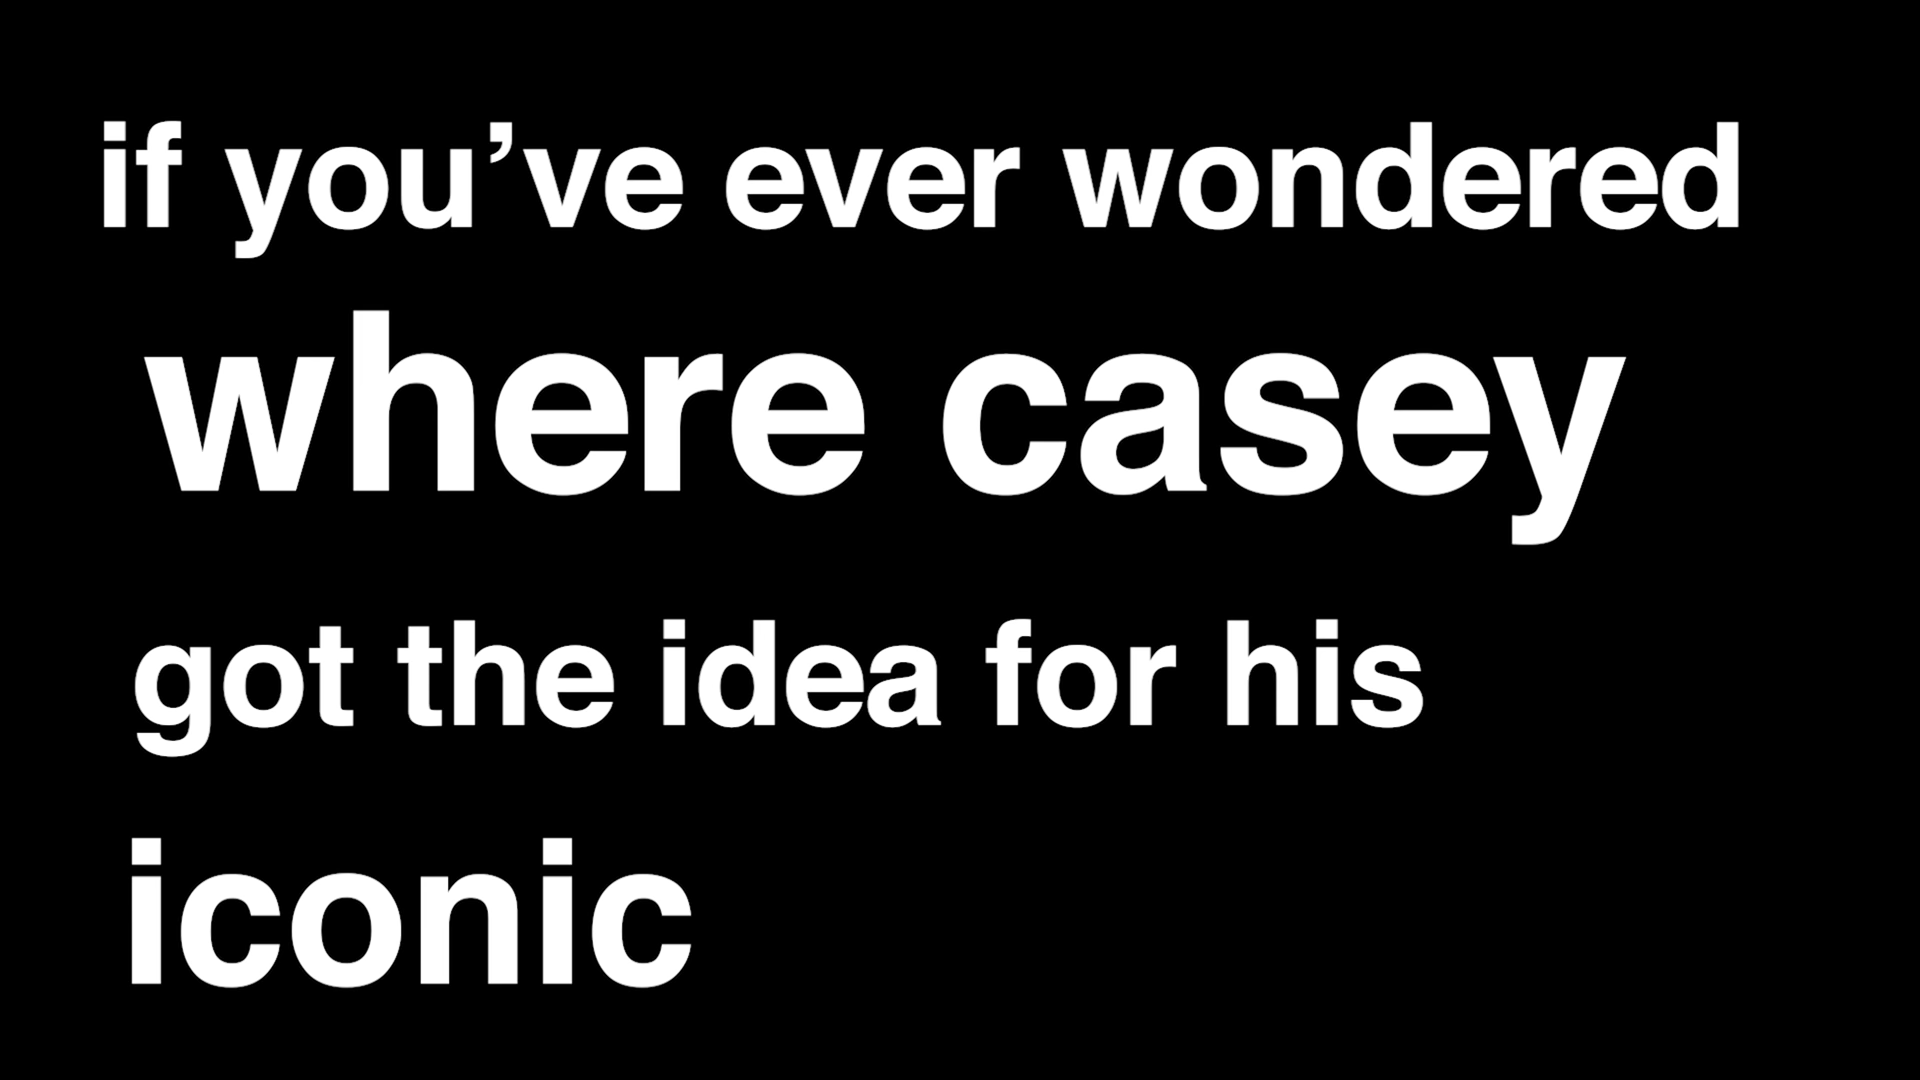 if you’ve ever wondered
where casey
got the idea for his
iconic